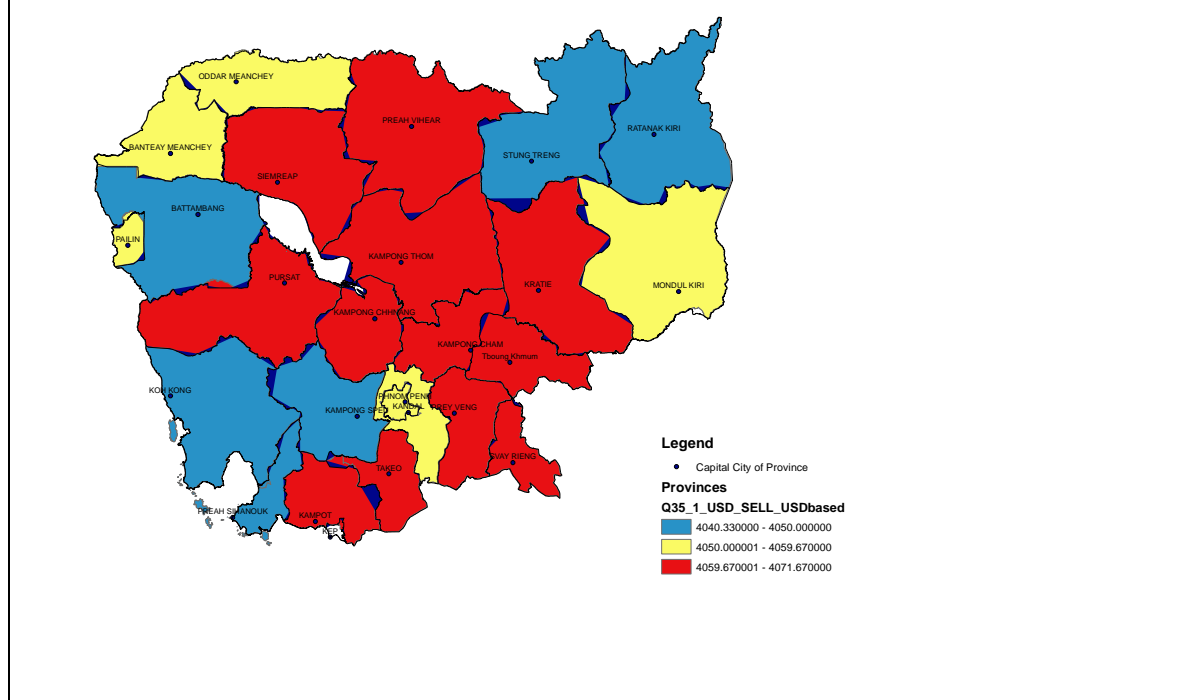 ODDAR MEANCHEY
PREAH VIHEAR
RATANAK KIRI
BANTEAY MEANCHEY
STUNG TRENG
SIEMREAP
BATTAMBANG
PAILIN
KAMPONG THOM
PURSAT
KRATIE
MONDUL KIRI
KAMPONG CHHNANG
KAMPONG CHAM
Tboung Khmum
KOH KONG
PHNOM PENH
KANDAL
KAMPONG SPEU
PREY VENG
SVAY RIENG
TAKEO
PREAH SIHANOUK
KAMPOT
KEP
Legend
Capital City of Province
Provinces
Q35_1_USD_SELL_USDbased
4040.330000 - 4050.000000
4050.000001 - 4059.670000
4059.670001 - 4071.670000